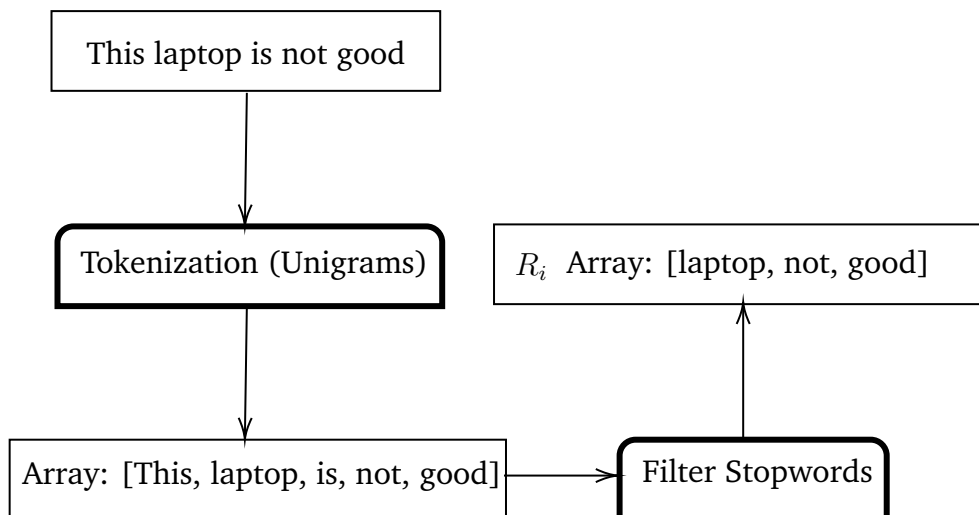 This laptop is not good
Tokenization (Unigrams)
R_i Array: [laptop, not, good]
Array: [This, laptop, is, not, good]
Filter Stopwords